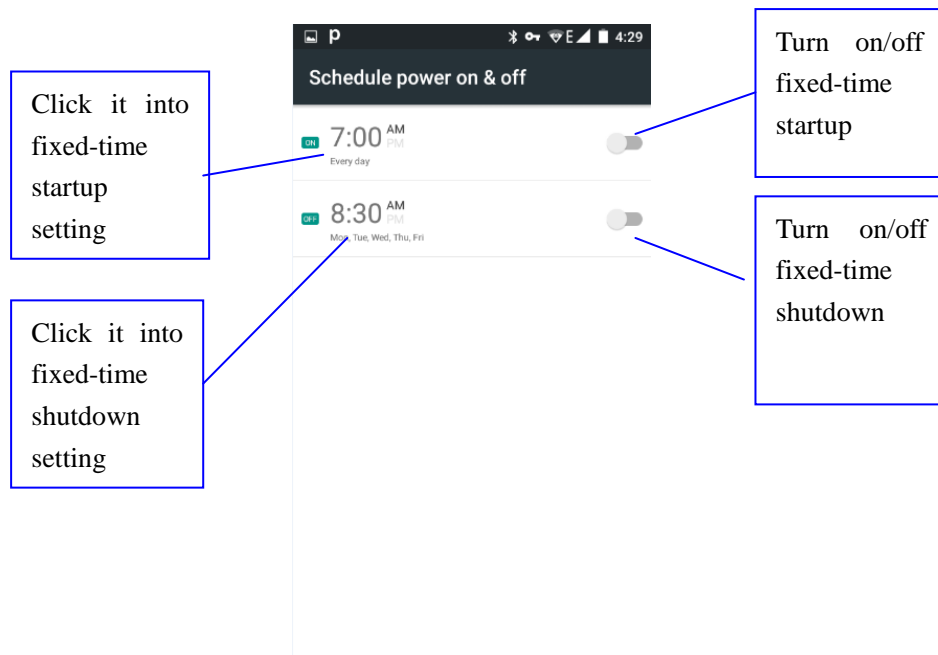 p E 4:29
Schedule power on & off
ON 7:00 AM
PM
Every day
OFF 8:30 AM
PM
Mon, Tue, Wed, Thu, Fri
Click it into
fixed-time
startup
setting
Click it into
fixed-time
shutdown
setting
Turn on/off
fixed-time
startup
Turn on/off
fixed-time
shutdown